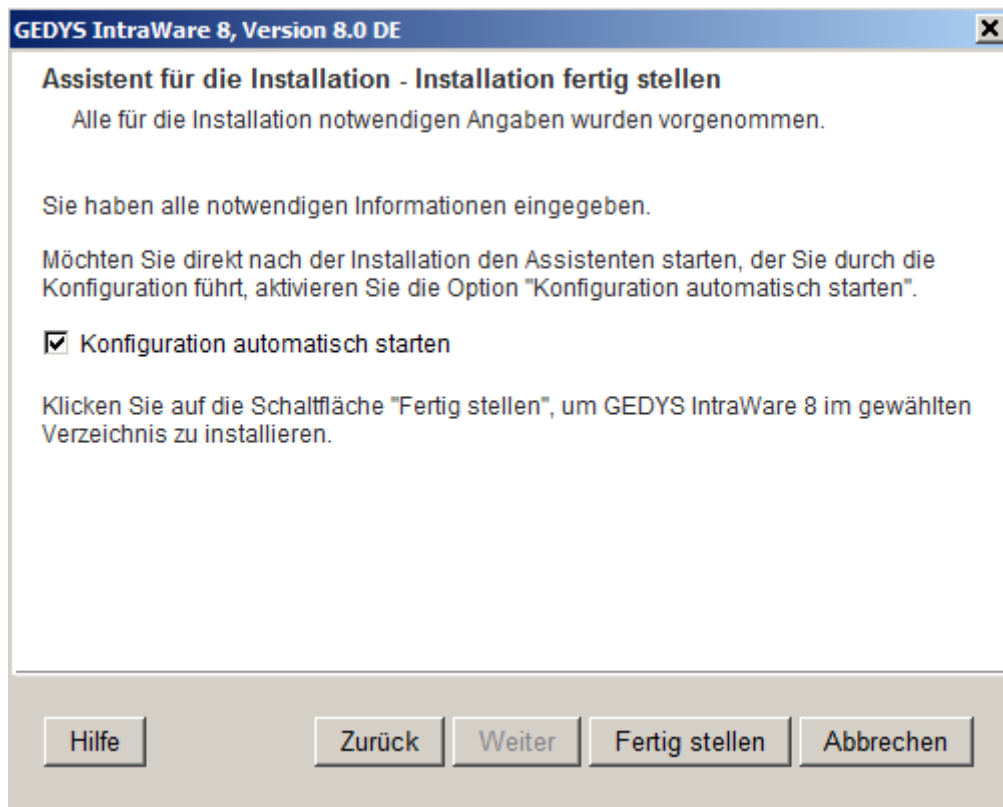 GEDYS IntraWare 8, Version 8.0 DE
Assistent für die Installation - Installation fertig stellen
Alle für die Installation notwendigen Angaben wurden vorgenommen.
Sie haben alle notwendigen Informationen eingegeben.
Möchten Sie direkt nach der Installation den Assistenten starten, der Sie durch die
Konfiguration führt, aktivieren Sie die Option "Konfiguration automatisch starten".
Konfiguration automatisch starten
Klicken Sie auf die Schaltfläche "Fertig stellen", um GEDYS IntraWare 8 im gewählten
Verzeichnis zu installieren.
Hilfe Zurück Weiter Fertig stellen Abbrechen